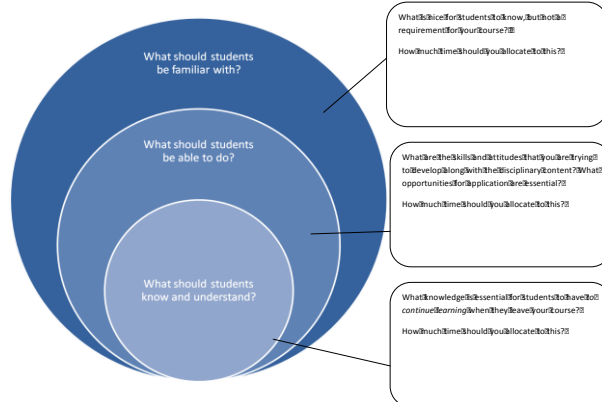 What should students
be familiar with?
What should students
be able to do?
What should students
know and understand?
What is nice for students to know, but not a
requirement for your course?
How much time should you allocate to this?
What are the skills and attitudes that you are trying
to develop along with the disciplinary content? What
opportunities for application are essential?
How much time should you allocate to this?
What knowledge is essential for students to have to
continue learning when they leave your course?
How much time should you allocate to this?